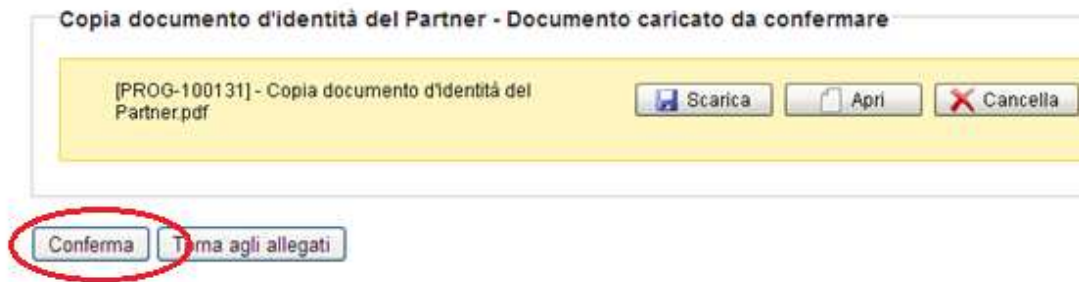 Copia documento d'identità del Partner - Documento caricato da confermare
[PROG-100131] - Copia documento d'identità del
Partner.pdf
Scarica
Apri
Cancella
Conferma
Torna agli allegati